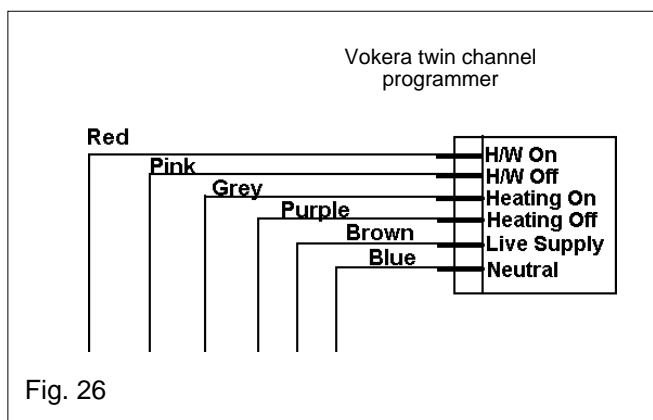 Vokera twin channel
programmer
Red
H/W On
Pink
H/W Off
Grey
Heating On
Purple
Heating Off
Brown
Live Supply
Blue
Neutral
Fig. 26